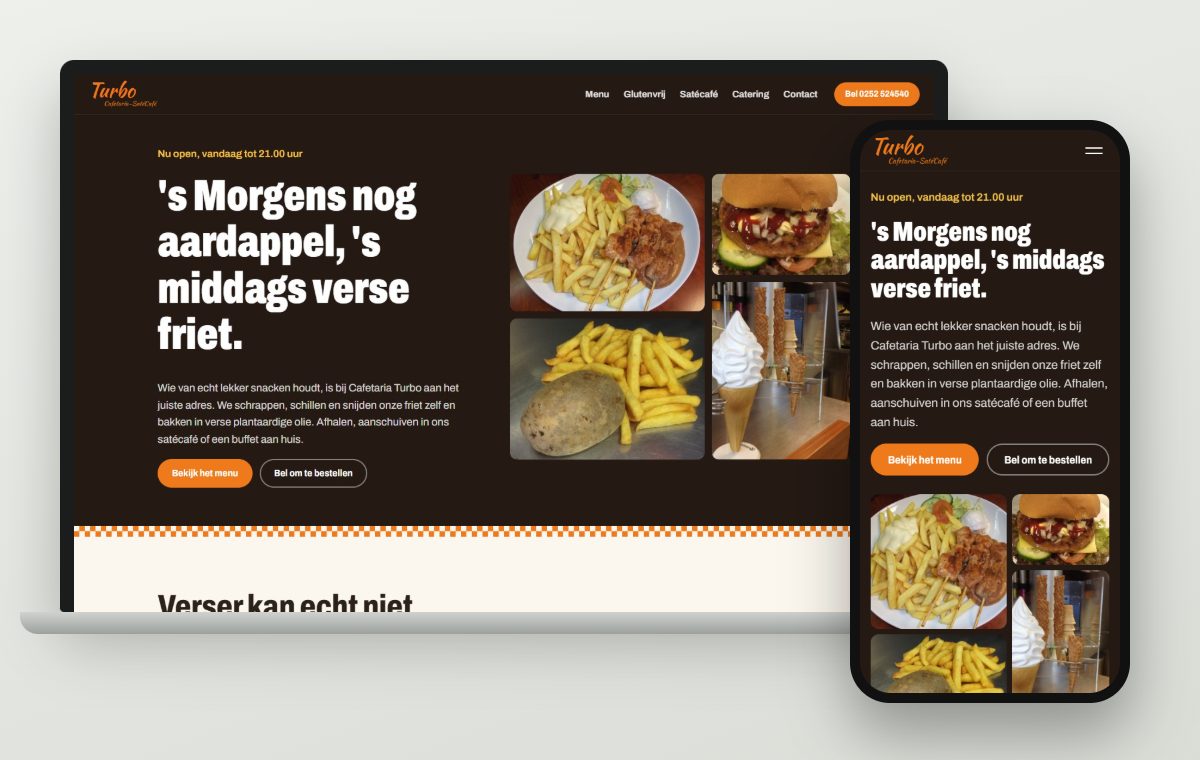 Turbo
Cafetaria-SatéCafé
Menu Glutenvrij Satécafé Catering Contact Bel 0252 524540
Nu open, vandaag tot 21.00 uur
's Morgens nog
aardappel, 's
middags verse
friet.
Wie van echt lekker snacken houdt, is bij Cafetaria Turbo aan het
juiste adres. We schrappen, schillen en snijden onze friet zelf en
bakken in verse plantaardige olie. Afhalen, aanschuiven in ons
satécafé of een buffet aan huis.
Bekijk het menu Bel om te bestellen
Verser kan echt niet
Turbo
Cafetaria-SatéCafé
Nu open, vandaag tot 21.00 uur
's Morgens nog
aardappel, 's middags
verse friet.
Wie van echt lekker snacken houdt, is bij
Cafetaria Turbo aan het juiste adres. We
schrappen, schillen en snijden onze friet zelf
en bakken in verse plantaardige olie. Afhalen,
aanschuiven in ons satécafé of een buffet
aan huis.
Bekijk het menu Bel om te bestellen